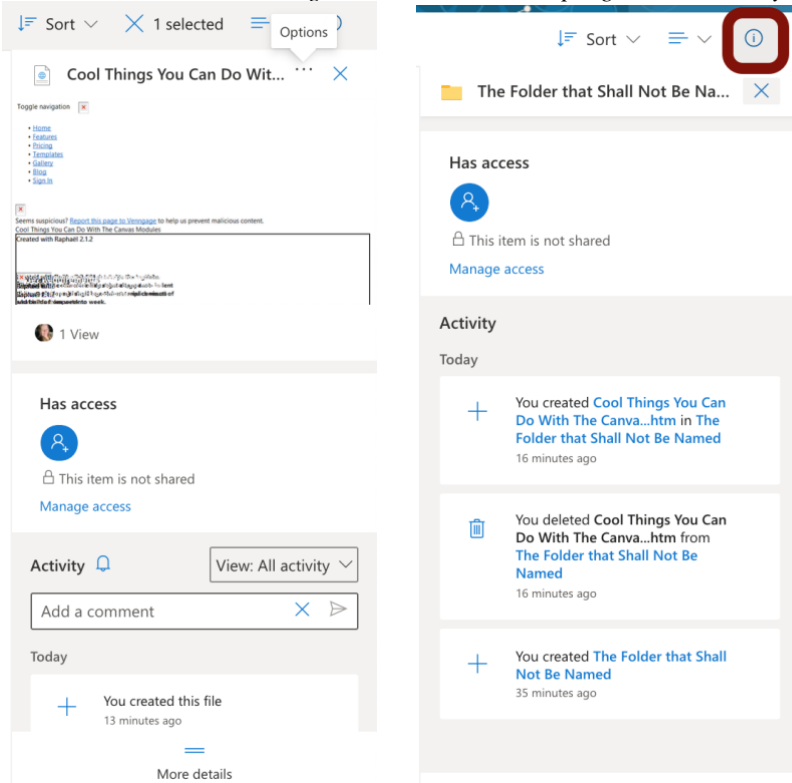 Sort
1 selected
Options
Cool Things You Can Do Wit... ...
Toggle navigation
Home
Features
Pricing
Templates
Gallery
Blog
Sign In
Seems suspicious? Report this page to Venngage to help us prevent malicious content.
Cool Things You Can Do With The Canvas Modules
Created with Raphaël 2.1.2
1 View
Has access
This item is not shared
Manage access
Activity
View: All activity
Add a comment
Today
You created this file
13 minutes ago
More details
Sort
The Folder that Shall Not Be Na...
Has access
This item is not shared
Manage access
Activity
Today
You created Cool Things You Can
Do With The Canva...htm in The
Folder that Shall Not Be Named
16 minutes ago
You deleted Cool Things You Can
Do With The Canva...htm from
The Folder that Shall Not Be
Named
16 minutes ago
You created The Folder that Shall
Not Be Named
35 minutes ago